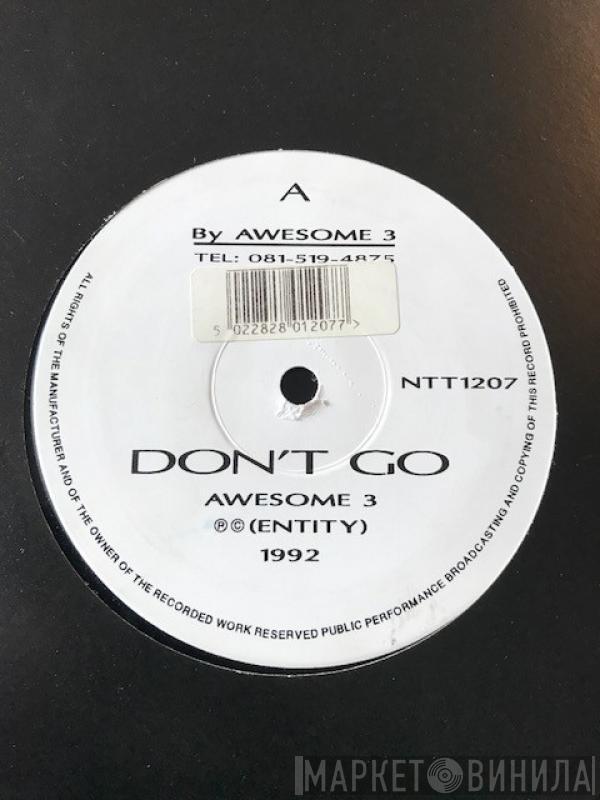 A
By AWESOME 3
TEL: 081-519-4875
5 022828 012077 >
NTT1207
DON'T GO
AWESOME 3
℗ © (ENTITY)
1992
ALL RIGHTS OF THE MANUFACTURER AND OF THE OWNER OF THE RECORDED WORK RESERVED PUBLIC PERFORMANCE BROADCASTING AND COPYING OF THIS RECORD PROHIBITED
МАРКЕТ ВИНИЛА